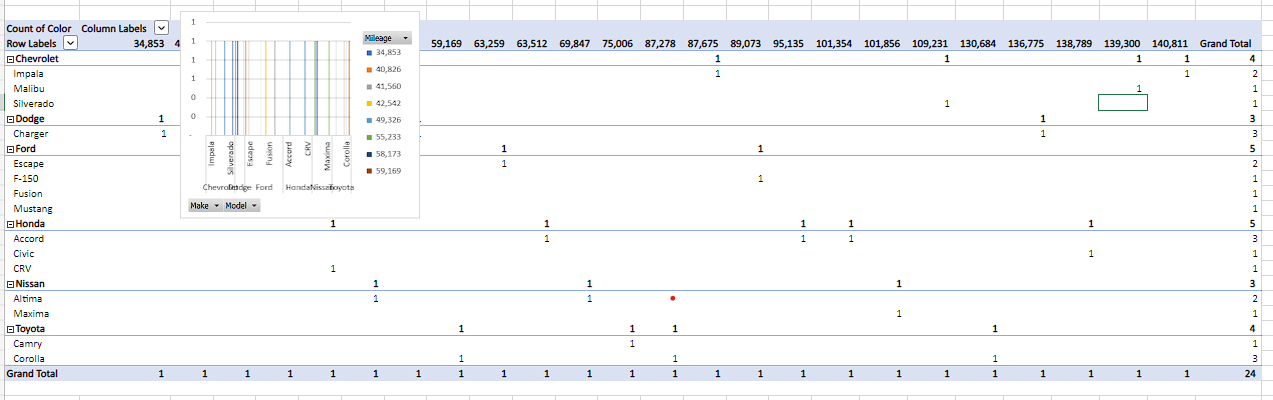 Count of Color Column Labels
Row Labels 34,853 4 59,169 63,259 63,512 69,847 75,006 87,278 87,675 89,073 95,135 101,354 101,856 109,231 130,684 136,775 138,789 139,300 140,811 Grand Total
Chevrolet 1 1 1 1 4
Impala 1 1 2
Malibu 1 1
Silverado 1 1
Dodge 1 1 3
Charger 1 1 3
Ford 1 1 5
Escape 1 2
F-150 1 1
Fusion 1
Mustang 1
Honda 1 1 1 1 1 5
Accord 1 1 1 3
Civic 1 1
CRV 1 1
Nissan 1 1 1 3
Altima 1 1 2
Maxima 1 1
Toyota 1 1 1 1 4
Camry 1 1
Corolla 1 1 1 3
Grand Total 1 1 1 1 1 1 1 1 1 1 1 1 1 1 1 1 1 1 1 1 1 1 1 1 1 24
1
1
1
1
0
0
-
Impala
Silverado
Escape
Fusion
Accord
CRV
Maxima
Corolla
Chevrolet Dodge Ford Honda Nissan Toyota
Make Model
Mileage
34,853
40,826
41,560
42,542
49,326
55,233
58,173
59,169